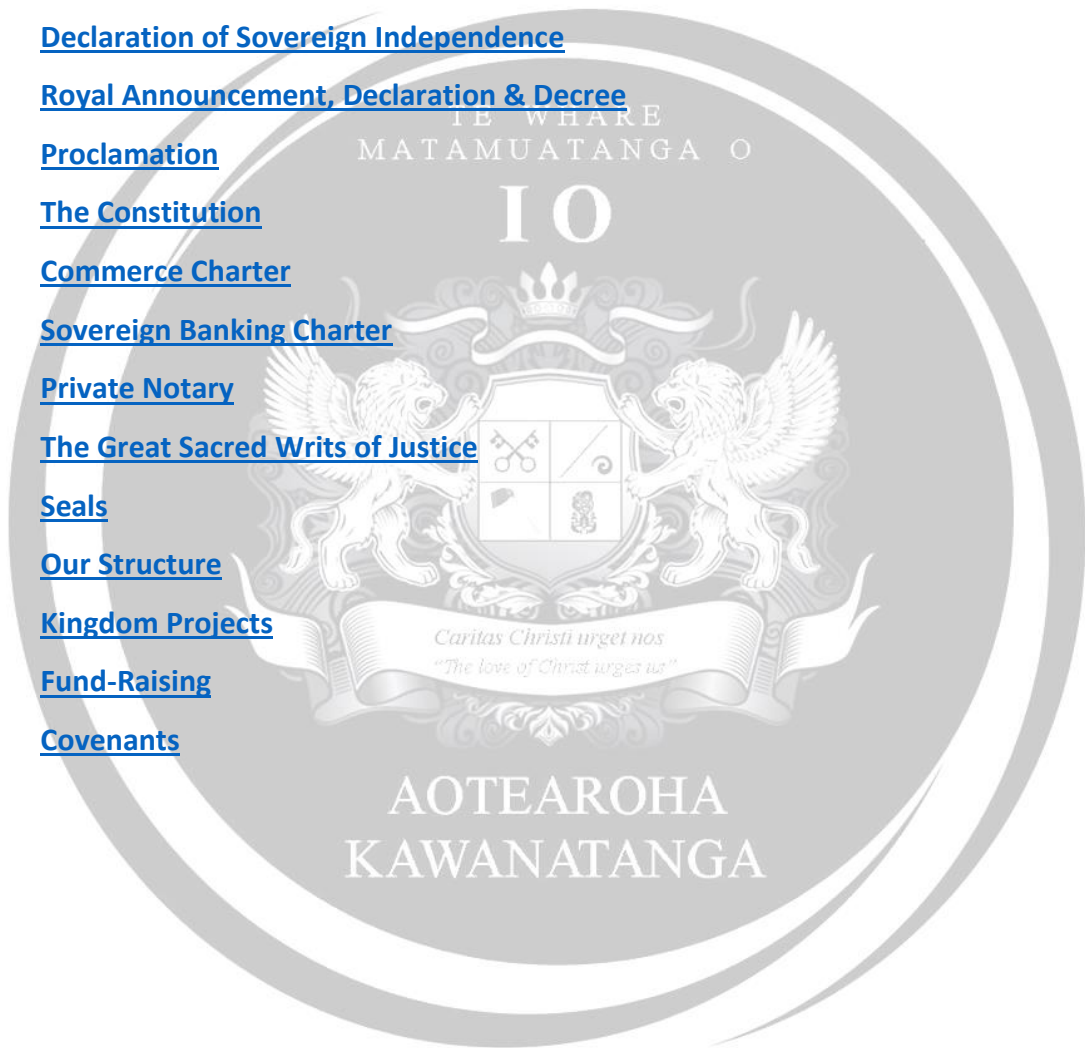 Declaration of Sovereign Independence
Royal Announcement, Declaration & Decree
TE WHARE
MATAMUATANGA O
Proclamation
IO
The Constitution
Commerce Charter
Sovereign Banking Charter
Private Notary
The Great Sacred Writs of Justice
Seals
Our Structure
Kingdom Projects
Caritas Christi urget nos
"The love of Christ urges us"
Fund-Raising
Covenants
AOTEAROHA
KAWANATANGA